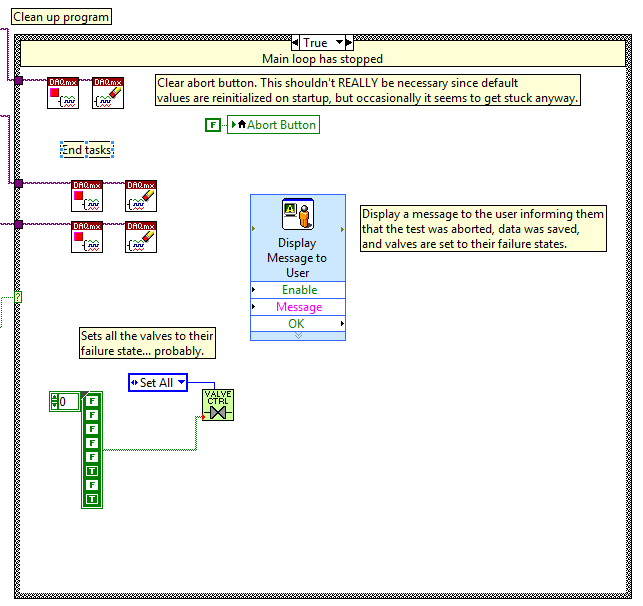 Clean up program
True
Main loop has stopped
DAQmx
DAQmx
Clear abort button. This shouldn't REALLY be necessary since default
values are reinitialized on startup, but occasionally it seems to get stuck anyway.
F
Abort Button
End tasks
DAQmx
DAQmx
DAQmx
DAQmx
Display
Message to
User
Enable
Message
OK
Display a message to the user informing them
that the test was aborted, data was saved,
and valves are set to their failure states.
?
Sets all the valves to their
failure state... probably.
Set All
VALVE
CTRL
0
F
F
F
F
F
T
F
T